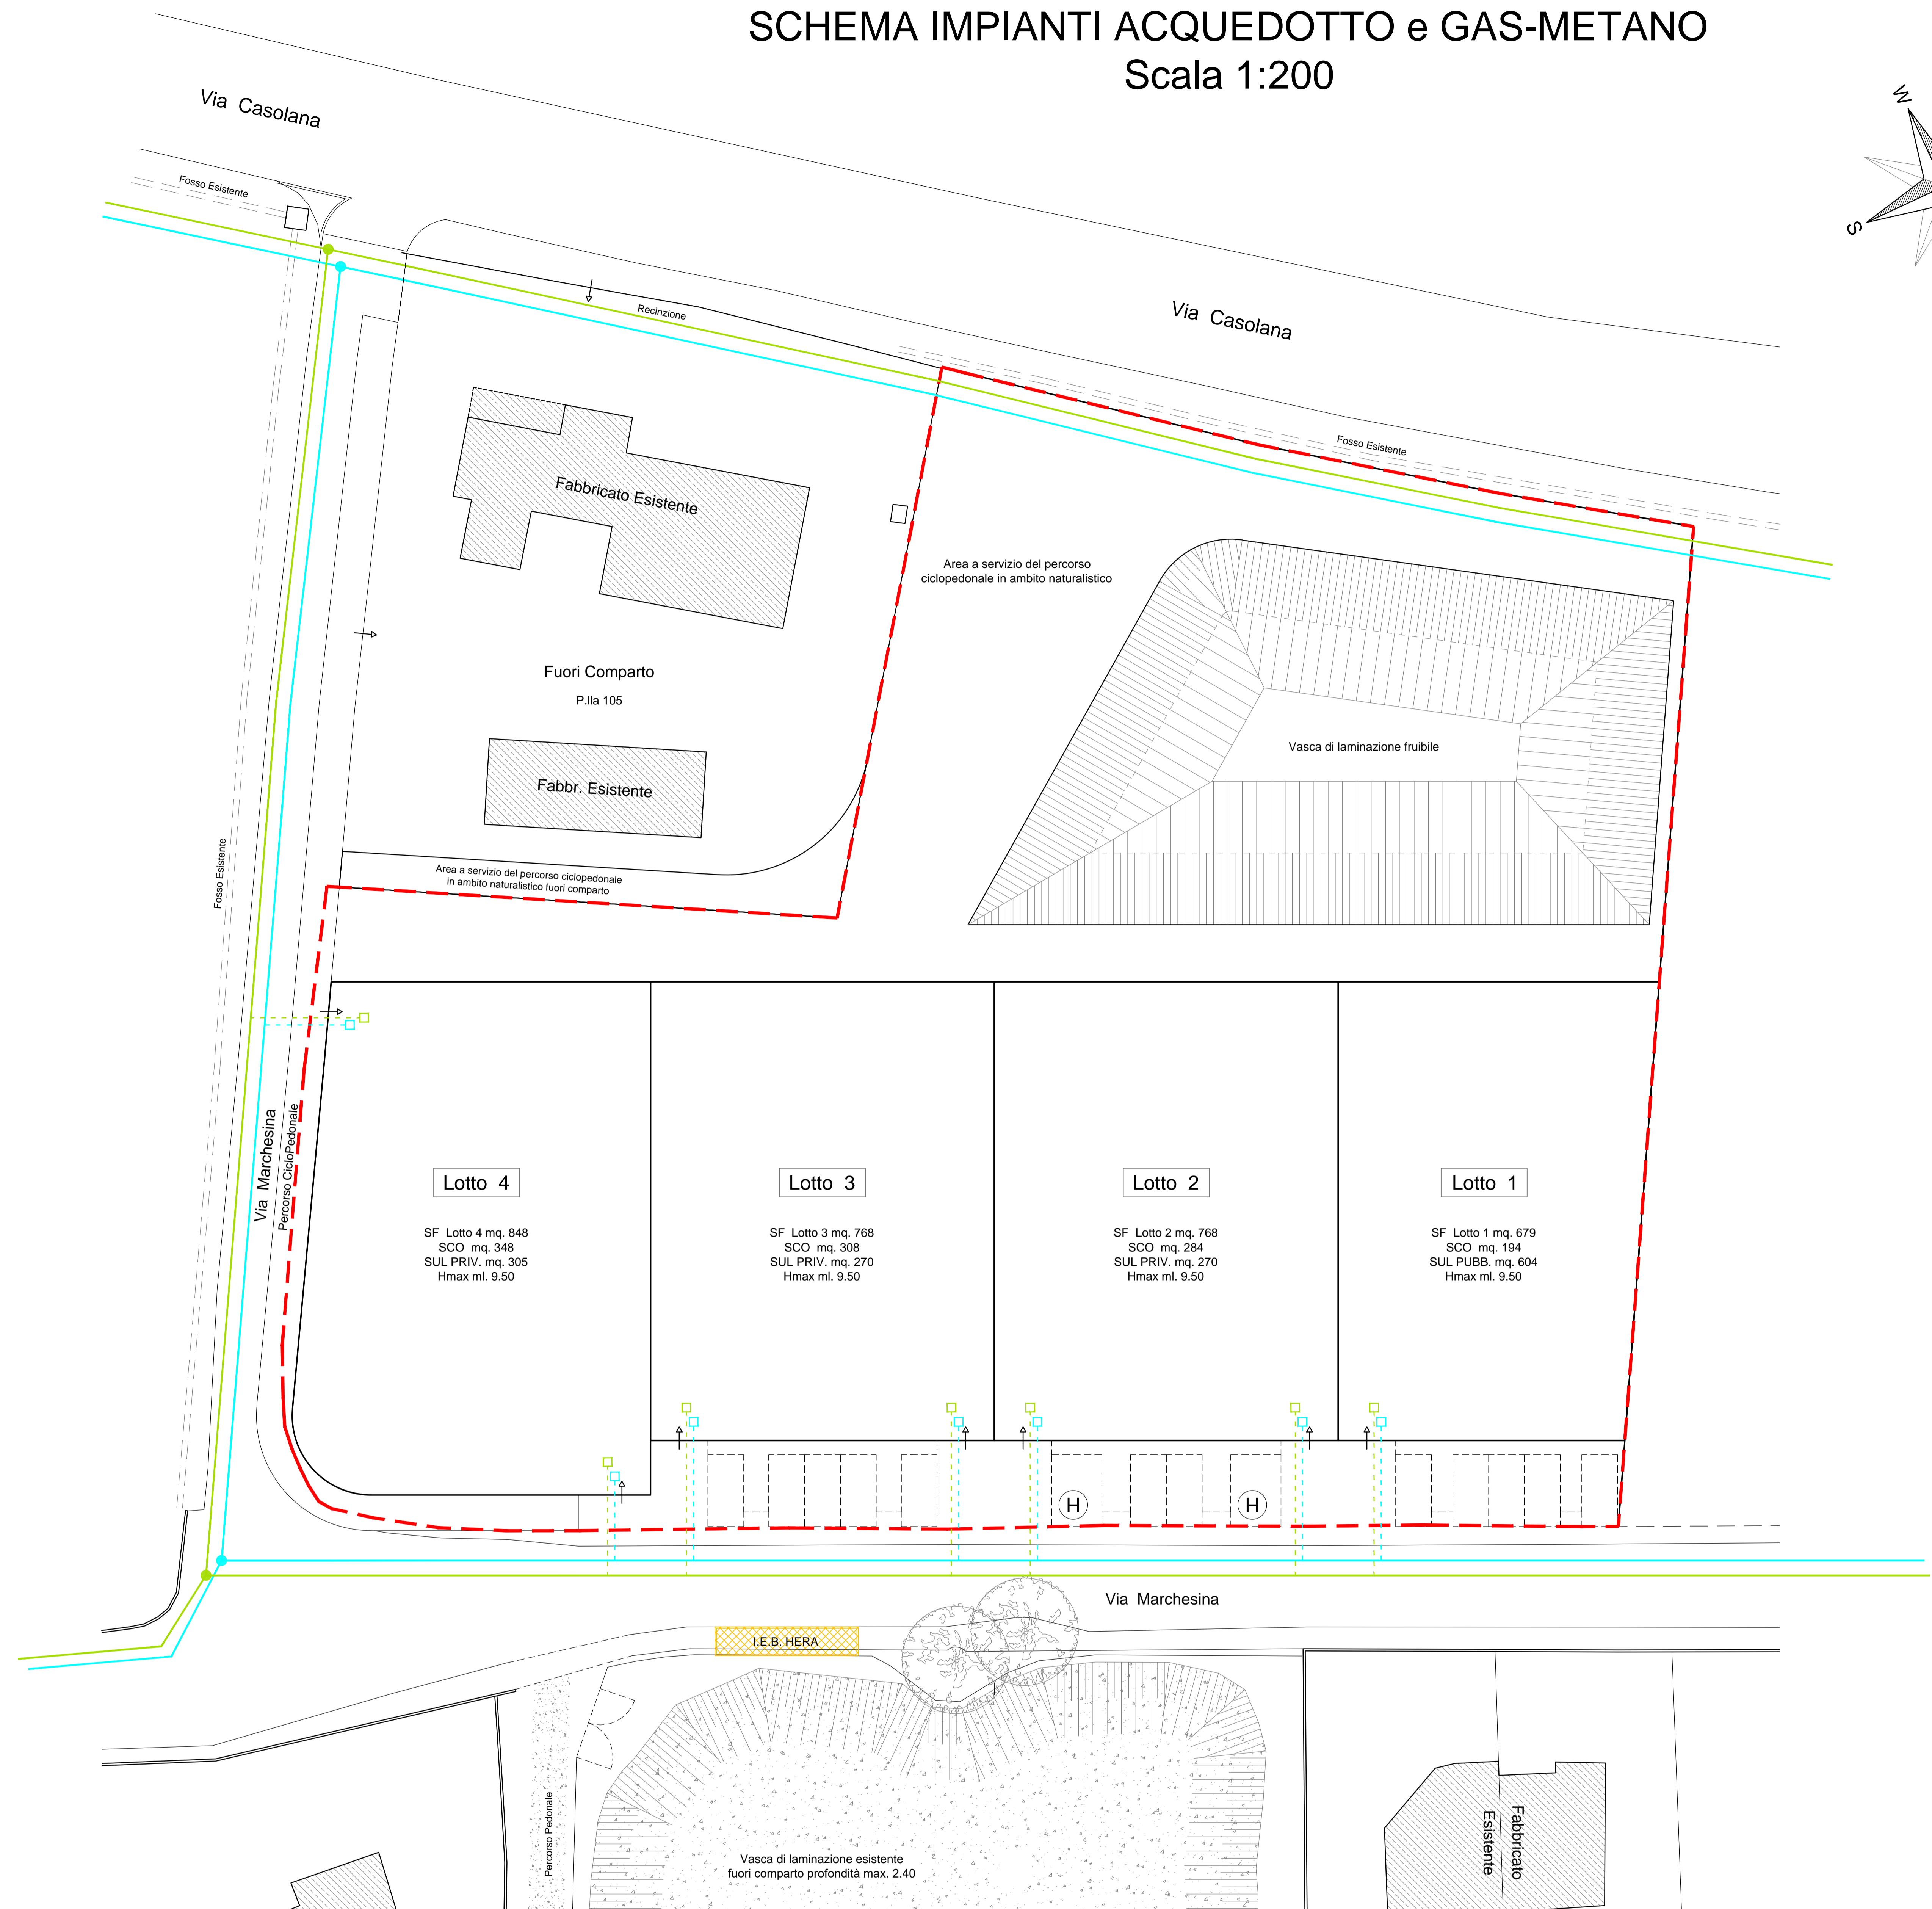 SCHEMA IMPIANTI ACQUEDOTTO e GAS-METANO
Scala 1:200
Via Casolana
W
S
Fosso Esistente
Recinzione
Via Casolana
Fosso Esistente
Fabbricato Esistente
Area a servizio del percorso
ciclopedonale in ambito naturalistico
Fuori Comparto
P.lla 105
Vasca di laminazione fruibile
Fabbr. Esistente
Area a servizio del percorso ciclopedonale
in ambito naturalistico fuori comparto
Fosso Esistente
Via Marchesina
Percorso CicloPedonale
Lotto 4
SF Lotto 4 mq. 848
SCO mq. 348
SUL PRIV. mq. 305
Hmax ml. 9.50
Lotto 3
SF Lotto 3 mq. 768
SCO mq. 308
SUL PRIV. mq. 270
Hmax ml. 9.50
Lotto 2
SF Lotto 2 mq. 768
SCO mq. 284
SUL PRIV. mq. 270
Hmax ml. 9.50
Lotto 1
SF Lotto 1 mq. 679
SCO mq. 194
SUL PUBB. mq. 604
Hmax ml. 9.50
H
H
Via Marchesina
I.E.B. HERA
Percorso Pedonale
Vasca di laminazione esistente
fuori comparto profondità max. 2.40
Fabbricato
Esistente